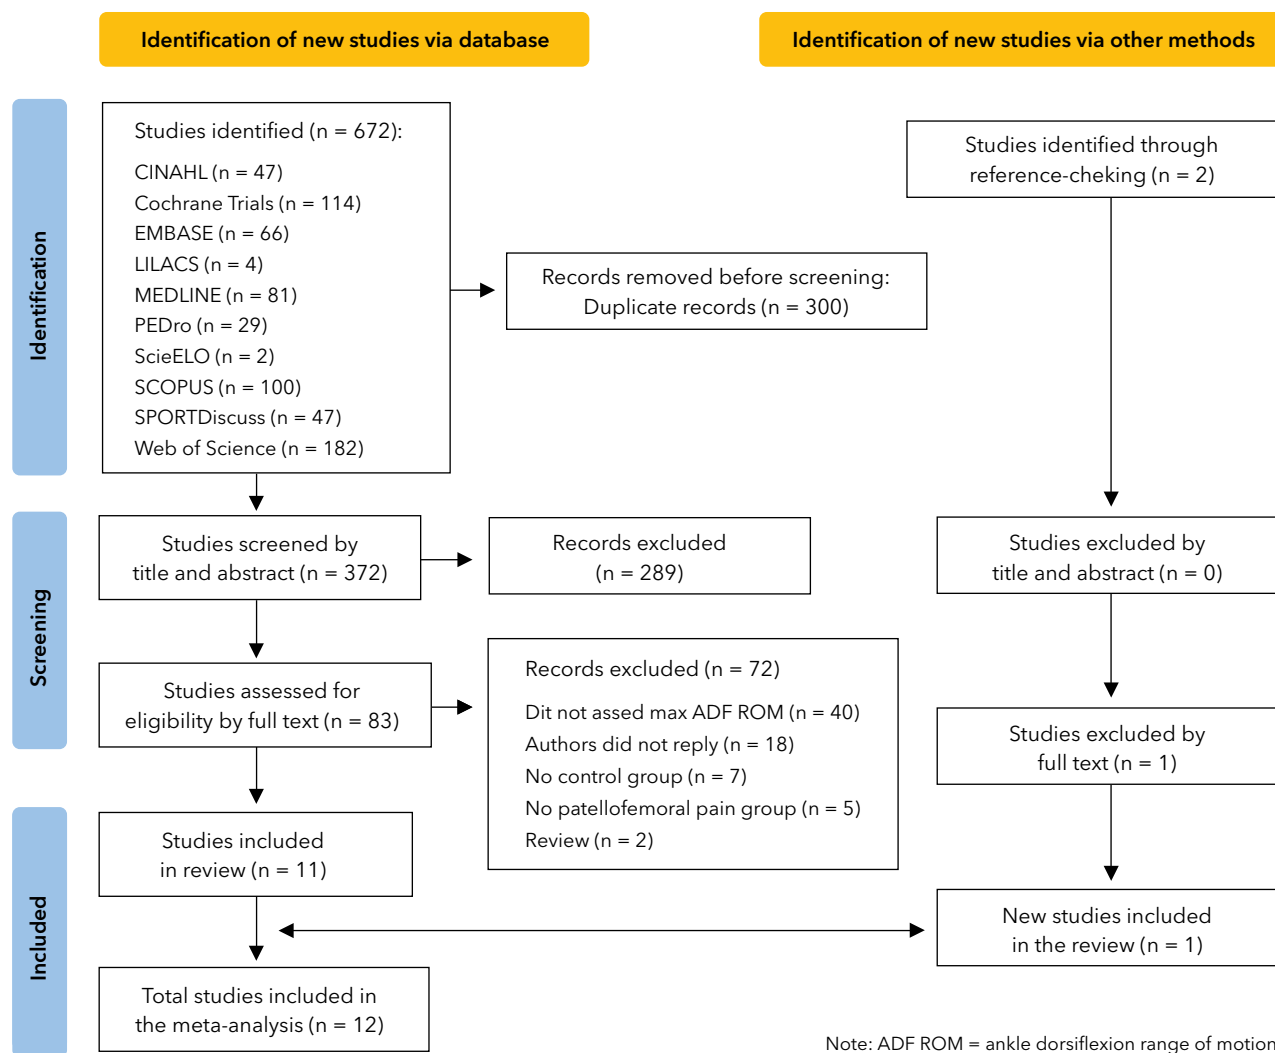 Identification of new studies via database
Identification of new studies via other methods
Identification
Studies identified (n = 672):
CINAHL (n = 47)
Cochrane Trials (n = 114)
EMBASE (n = 66)
LILACS (n = 4)
MEDLINE (n = 81)
PEDro (n = 29)
ScieELO (n = 2)
SCOPUS (n = 100)
SPORTDiscuss (n = 47)
Web of Science (n = 182)
Records removed before screening:
Duplicate records (n = 300)
Studies identified through
reference-cheking (n = 2)
Screening
Studies screened by
title and abstract (n = 372)
Records excluded
(n = 289)
Studies excluded by
title and abstract (n = 0)
Studies assessed for
eligibility by full text (n = 83)
Records excluded (n = 72)
Dit not assed max ADF ROM (n = 40)
Authors did not reply (n = 18)
No control group (n = 7)
No patellofemoral pain group (n = 5)
Review (n = 2)
Studies excluded by
full text (n = 1)
Included
Studies included
in review (n = 11)
New studies included
in the review (n = 1)
Total studies included in
the meta-analysis (n = 12)
Note: ADF ROM = ankle dorsiflexion range of motion